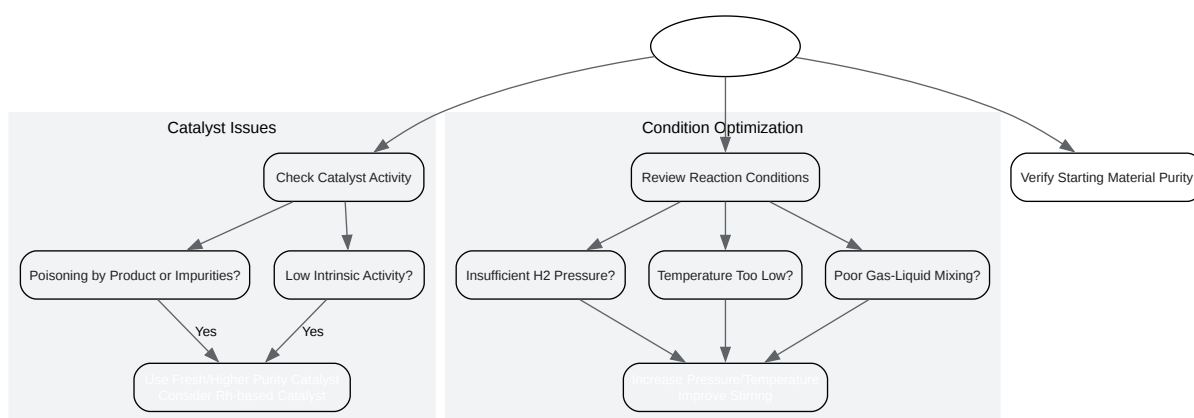 Catalyst Issues
Condition Optimization
Check Catalyst Activity
Review Reaction Conditions
Verify Starting Material Purity
Poisoning by Product or Impurities?
Low Intrinsic Activity?
Insufficient H2 Pressure?
Temperature Too Low?
Poor Gas-Liquid Mixing?
Yes
Yes
Use Fresh/Higher Purity Catalyst
Consider Rh-based Catalyst
Increase Pressure/Temperature
Improve Stirring